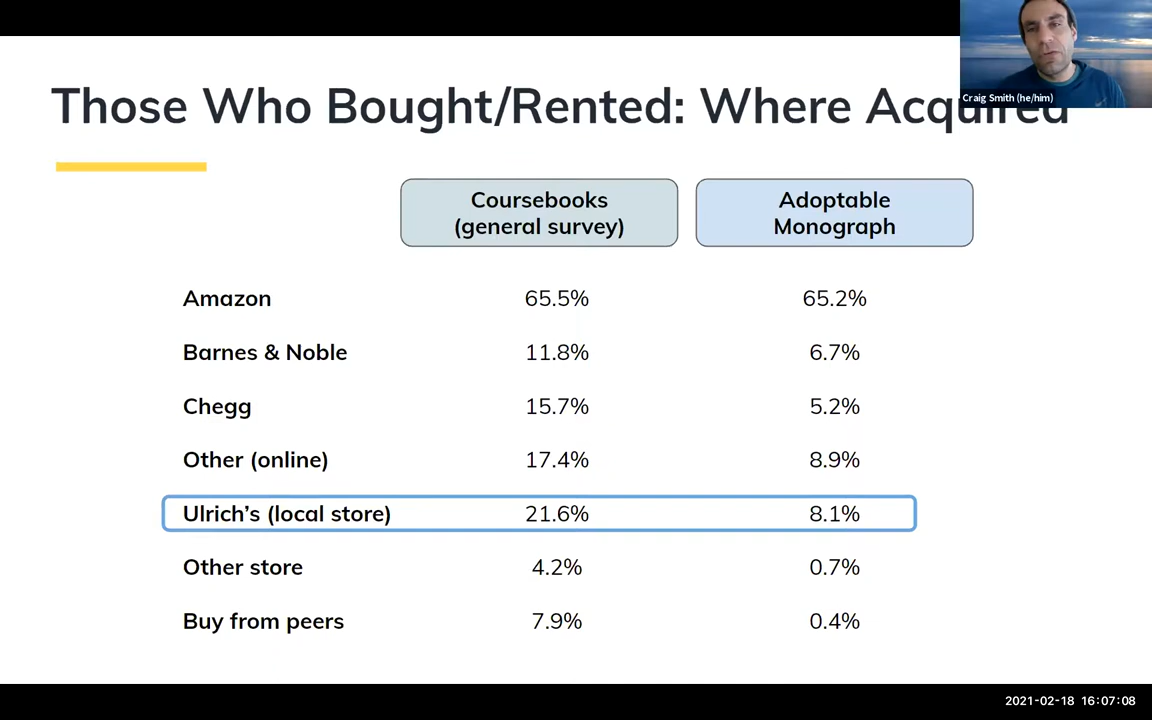 Those Who Bought/Rented: Where Acquired
Craig Smith (he/him)
Coursebooks
(general survey)
Adoptable
Monograph
Amazon 65.5% 65.2%
Barnes & Noble 11.8% 6.7%
Chegg 15.7% 5.2%
Other (online) 17.4% 8.9%
Ulrich’s (local store) 21.6% 8.1%
Other store 4.2% 0.7%
Buy from peers 7.9% 0.4%
2021-02-18 16:07:08